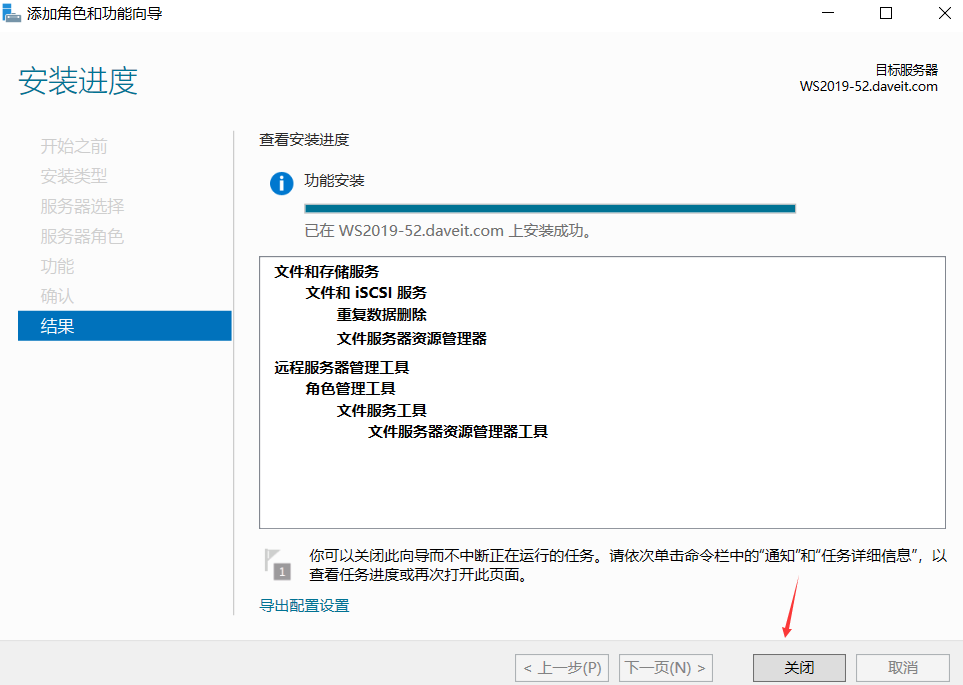 添加角色和功能向导
安装进度
目标服务器
WS2019-52.daveit.com
开始之前
安装类型
服务器选择
服务器角色
功能
确认
结果
查看安装进度
功能安装
已在 WS2019-52.daveit.com 上安装成功。
文件和存储服务
文件和 iSCSI 服务
重复数据删除
文件服务器资源管理器
远程服务器管理工具
角色管理工具
文件服务工具
文件服务器资源管理器工具
1
你可以关闭此向导而不中断正在运行的任务。请依次单击命令栏中的“通知”和“任务详细信息”，以
查看任务进度或再次打开此页面。
导出配置设置
< 上一步(P)
下一页(N) >
关闭
取消